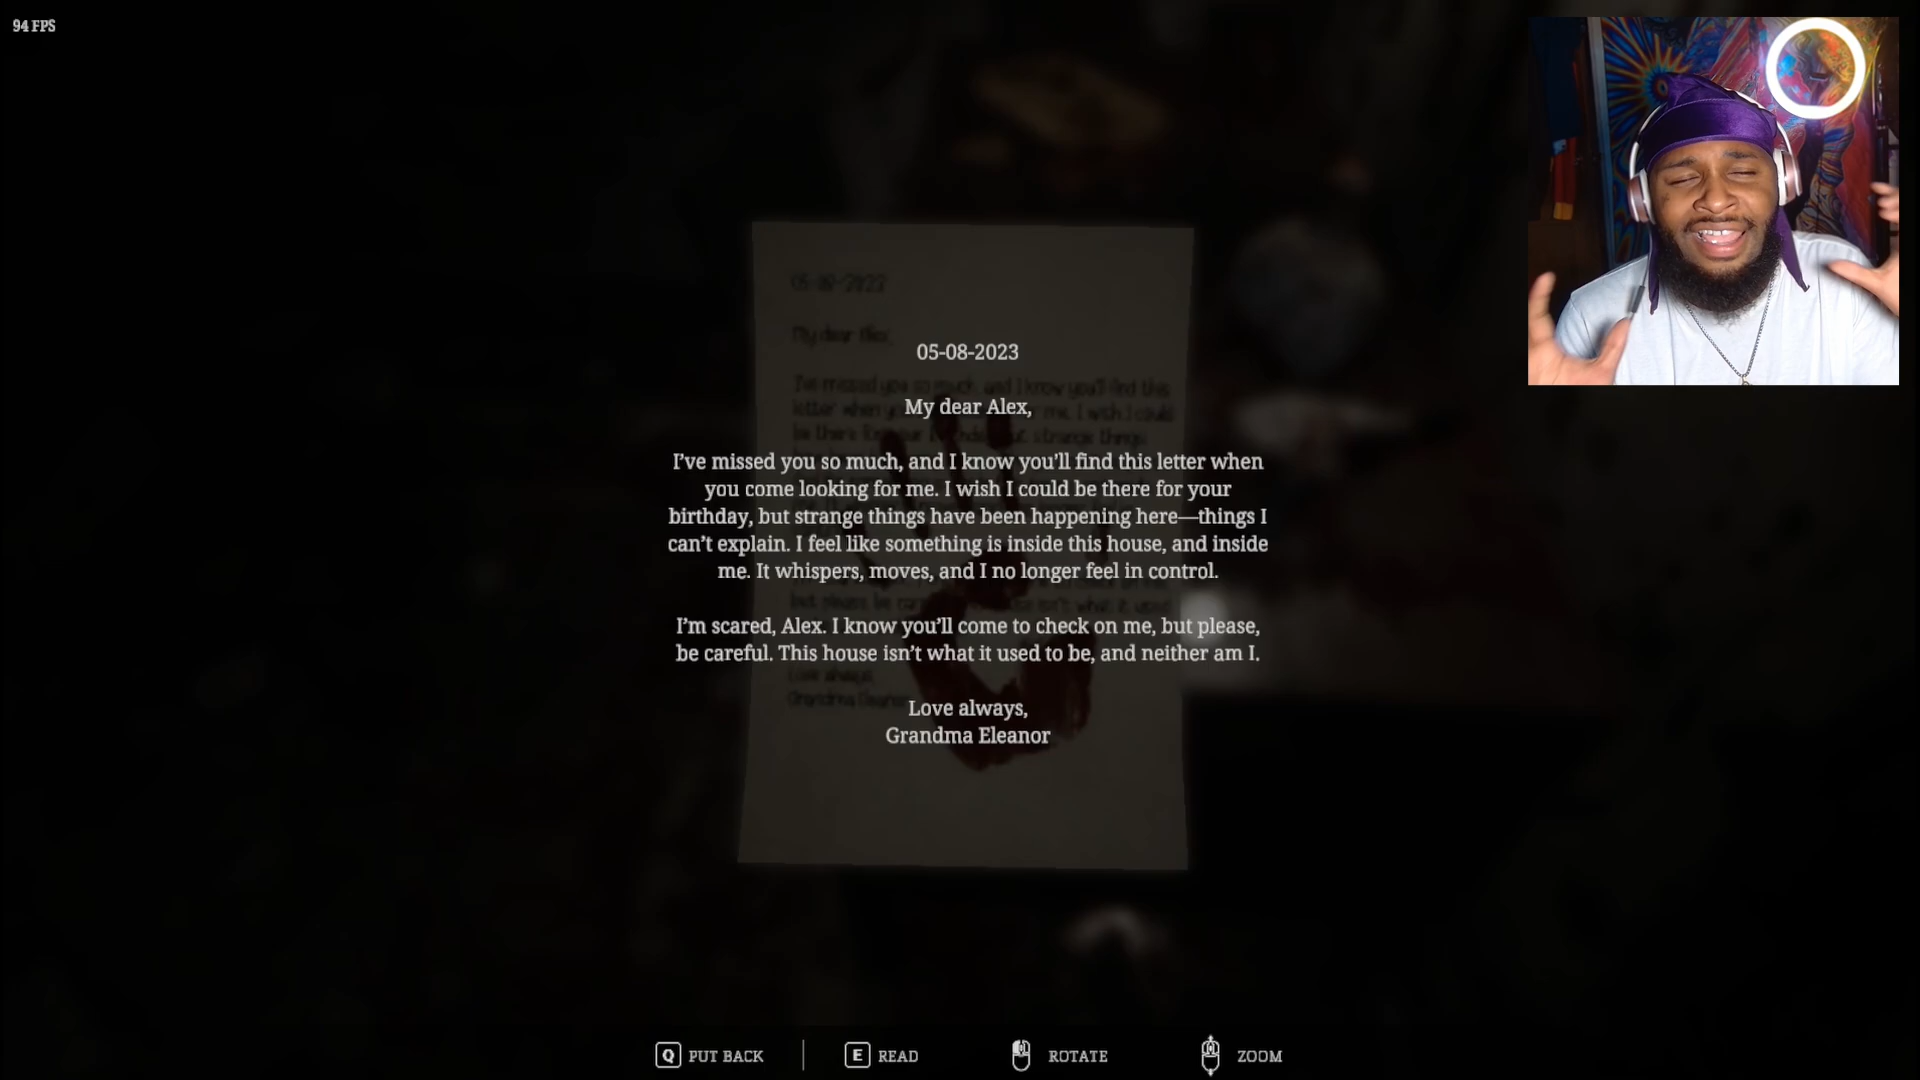 94 FPS
05-08-2023
My dear Alex,
I’ve missed you so much, and I know you’ll find this letter when
you come looking for me. I wish I could be there for your
birthday, but strange things have been happening here—things I
can’t explain. I feel like something is inside this house, and inside
me. It whispers, moves, and I no longer feel in control.
I’m scared, Alex. I know you’ll come to check on me, but please,
be careful. This house isn’t what it used to be, and neither am I.
Love always,
Grandma Eleanor
Q PUT BACK
E READ
ROTATE
ZOOM